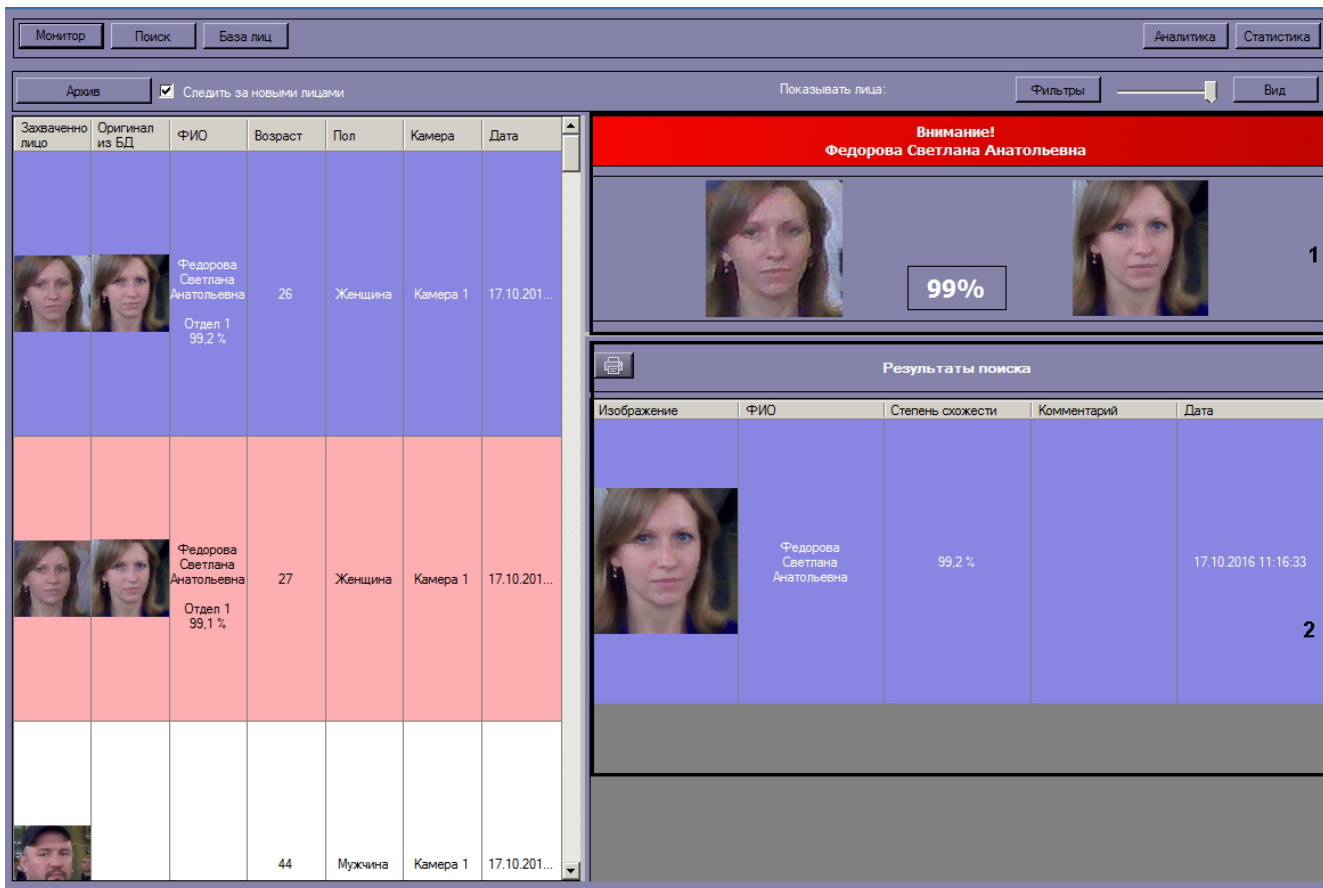 Монитор Поиск База лиц Аналитика Статистика
Архив Следить за новыми лицами Показывать лица: Фильтры Вид
Захваченно лицо Оригинал из БД ФИО Возраст Пол Камера Дата
Федорова
Светлана
Анатольевна
Отдел 1
99,2 %
26 Женщина Камера 1 17.10.201...
Федорова
Светлана
Анатольевна
Отдел 1
99,1 %
27 Женщина Камера 1 17.10.201...
44 Мужчина Камера 1 17.10.201...
Внимание!
Федорова Светлана Анатольевна
99%
1
Результаты поиска
Изображение ФИО Степень схожести Комментарий Дата
Федорова
Светлана
Анатольевна
99,2 % 17.10.2016 11:16:33
2